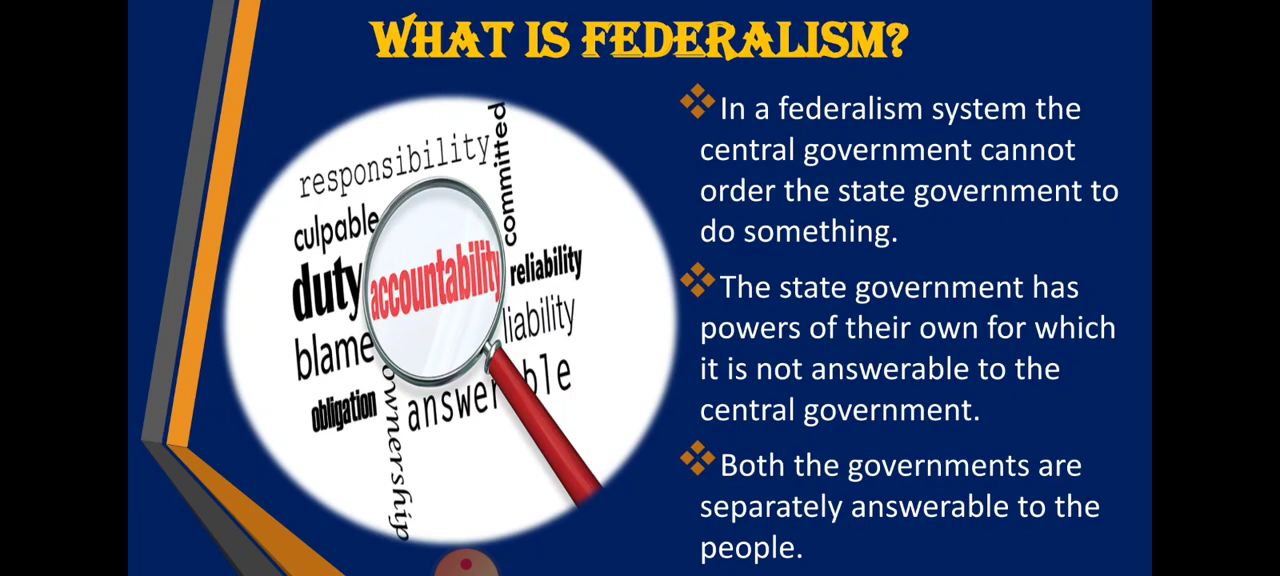 WHAT IS FEDERALISM?
In a federalism system the
central government cannot
order the state government to
do something.
The state government has
powers of their own for which
it is not answerable to the
central government.
Both the governments are
separately answerable to the
people.
responsibility
committed
culpable
duty
accountability
reliability
liability
blame
obligation
ownership
answerable